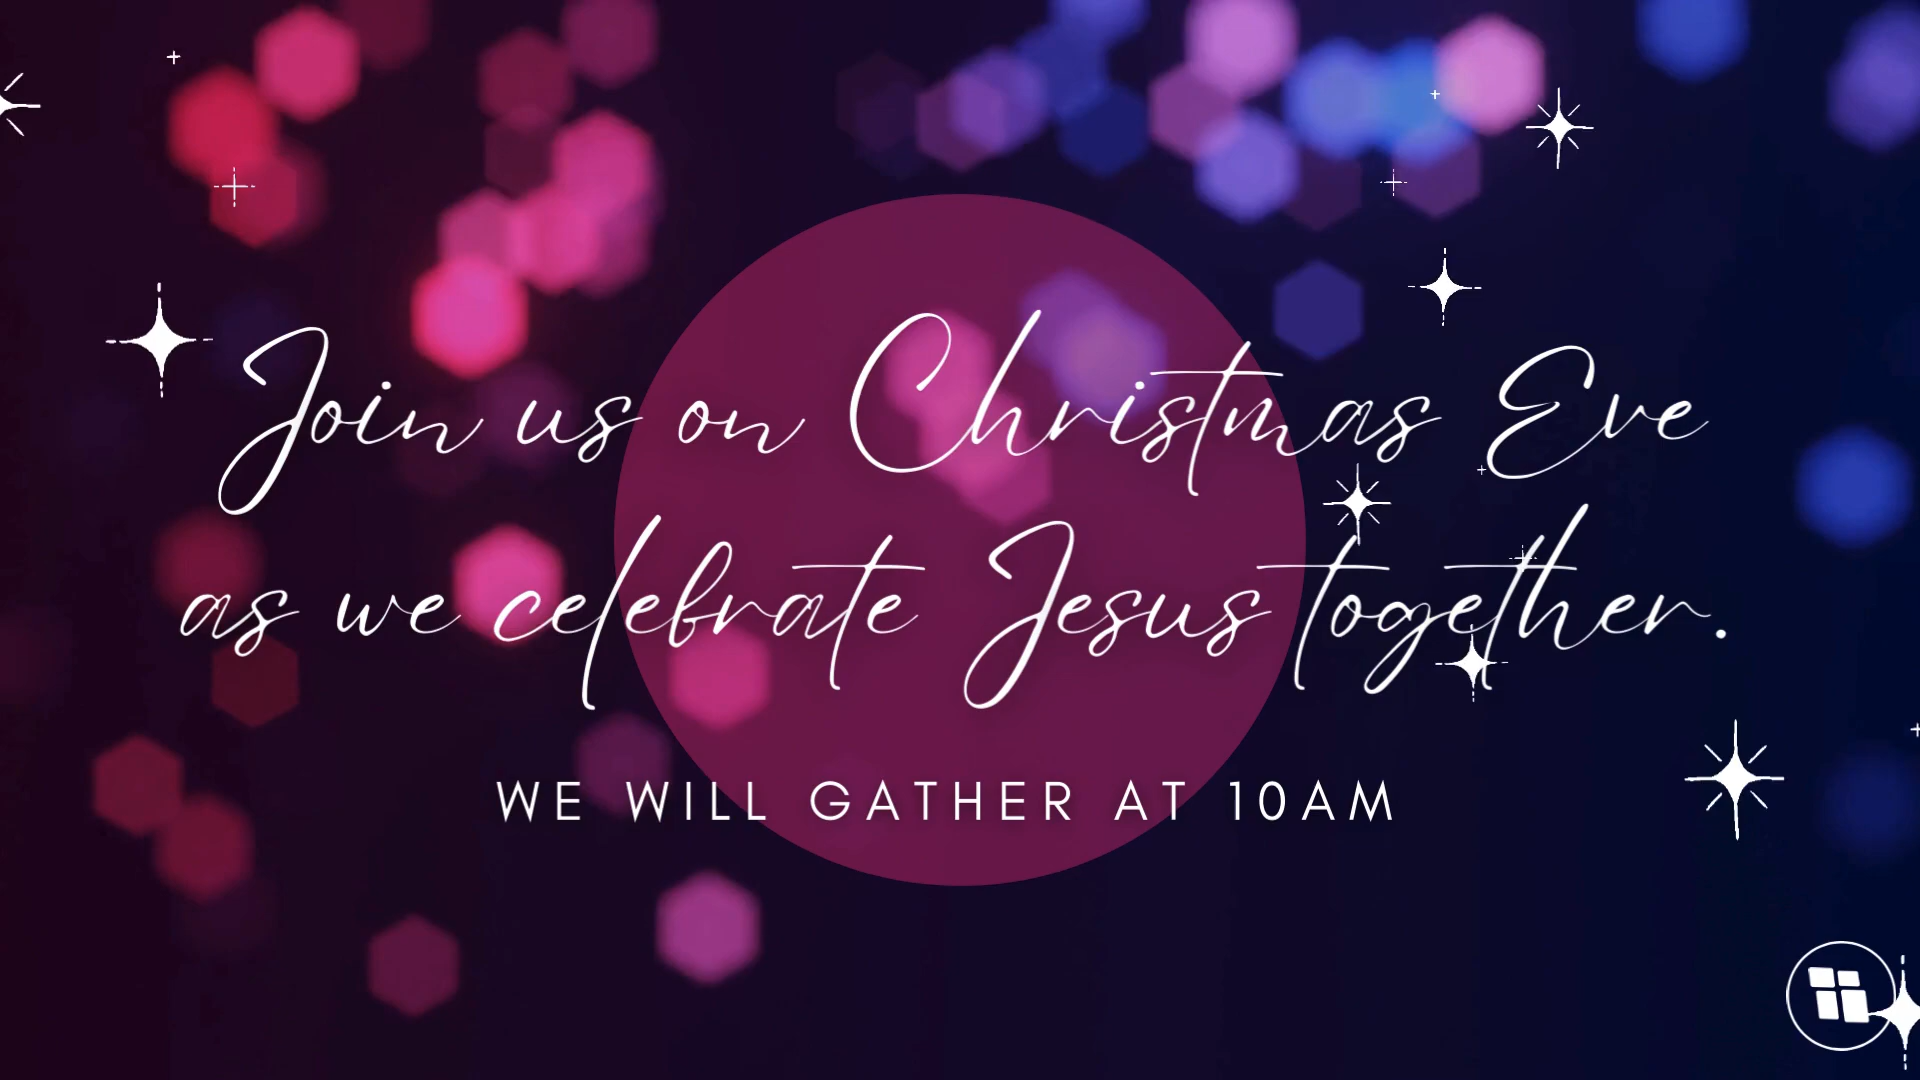 Join us on Christmas Eve
as we celebrate Jesus together.
WE WILL GATHER AT 10AM